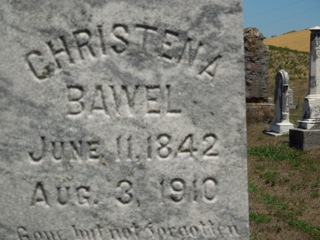 CHRISTENA
BAWEL
JUNE 11, 1842
AUG. 3, 1910
Gone but not forgotten